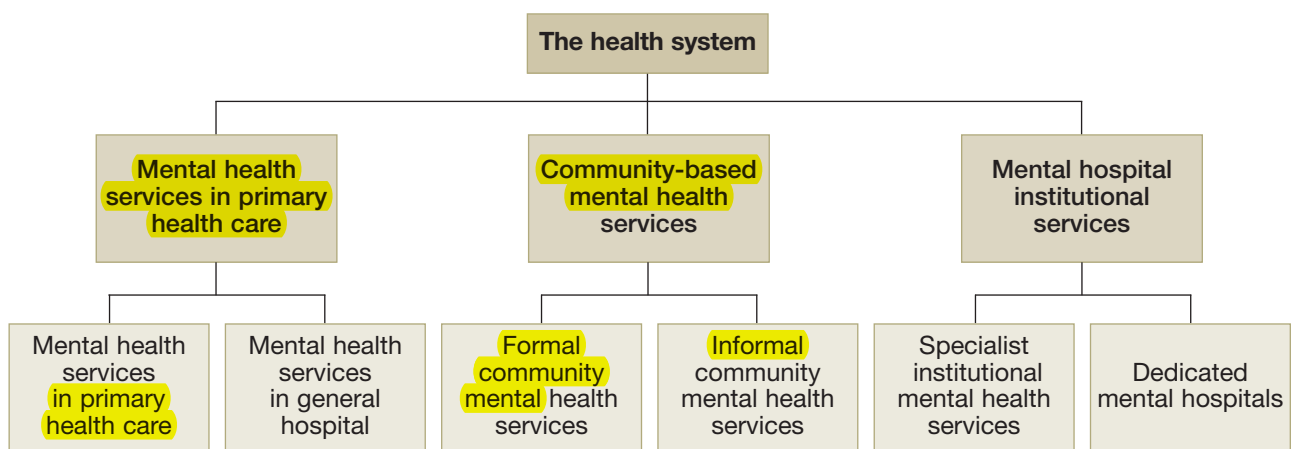 The health system
Mental health
services in primary
health care
Community-based
mental health
services
Mental hospital
institutional
services
Mental health
services
in primary
health care
Mental health
services
in general
hospital
Formal
community
mental health
services
Informal
community
mental health
services
Specialist
institutional
mental health
services
Dedicated
mental hospitals